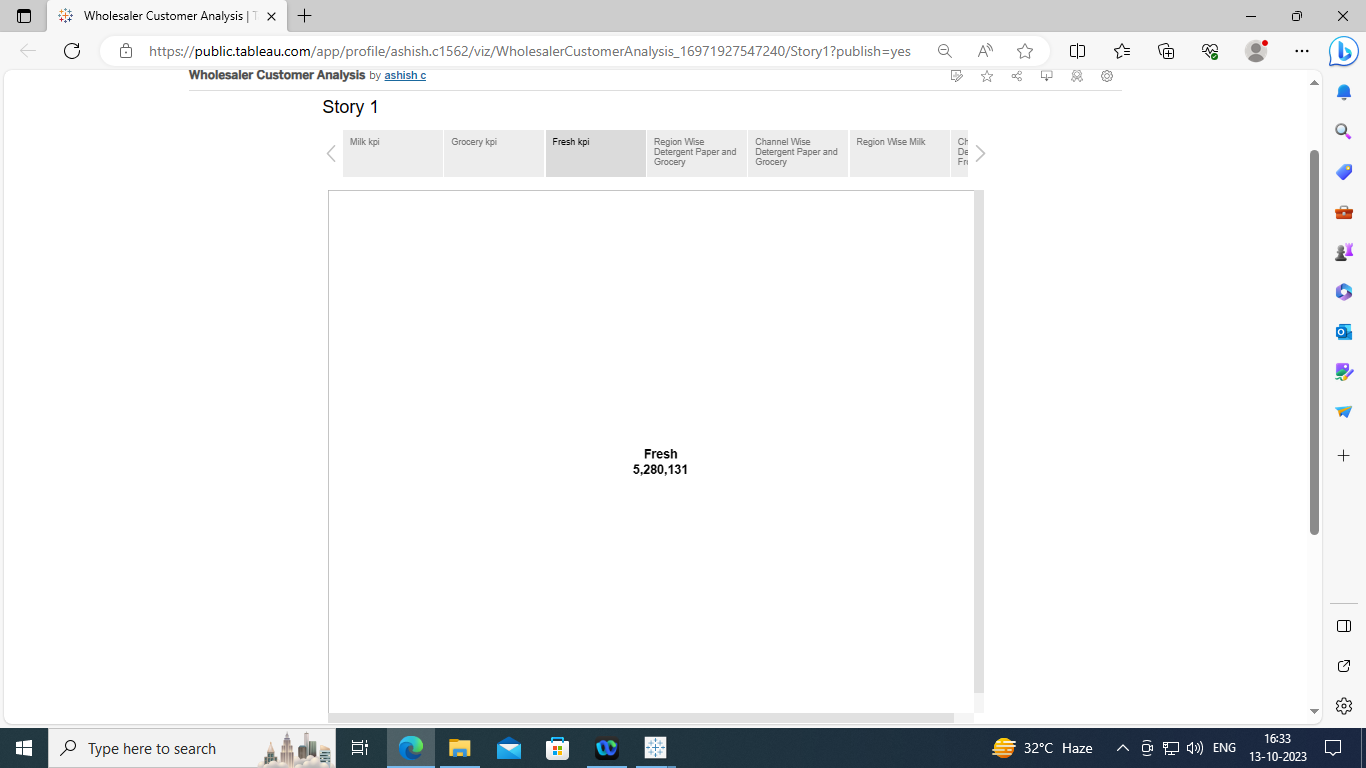 Wholesaler Customer Analysis | T
https://public.tableau.com/app/profile/ashish.c1562/viz/WholesalerCustomerAnalysis_16971927547240/Story1?publish=yes
Wholesaler Customer Analysis by ashish c
Story 1
Milk kpi
Grocery kpi
Fresh kpi
Region Wise
Detergent Paper and
Grocery
Channel Wise
Detergent Paper and
Grocery
Region Wise Milk
Ch
De
Fre
Fresh
5,280,131
Type here to search
32°C Haze
ENG
16:33
13-10-2023